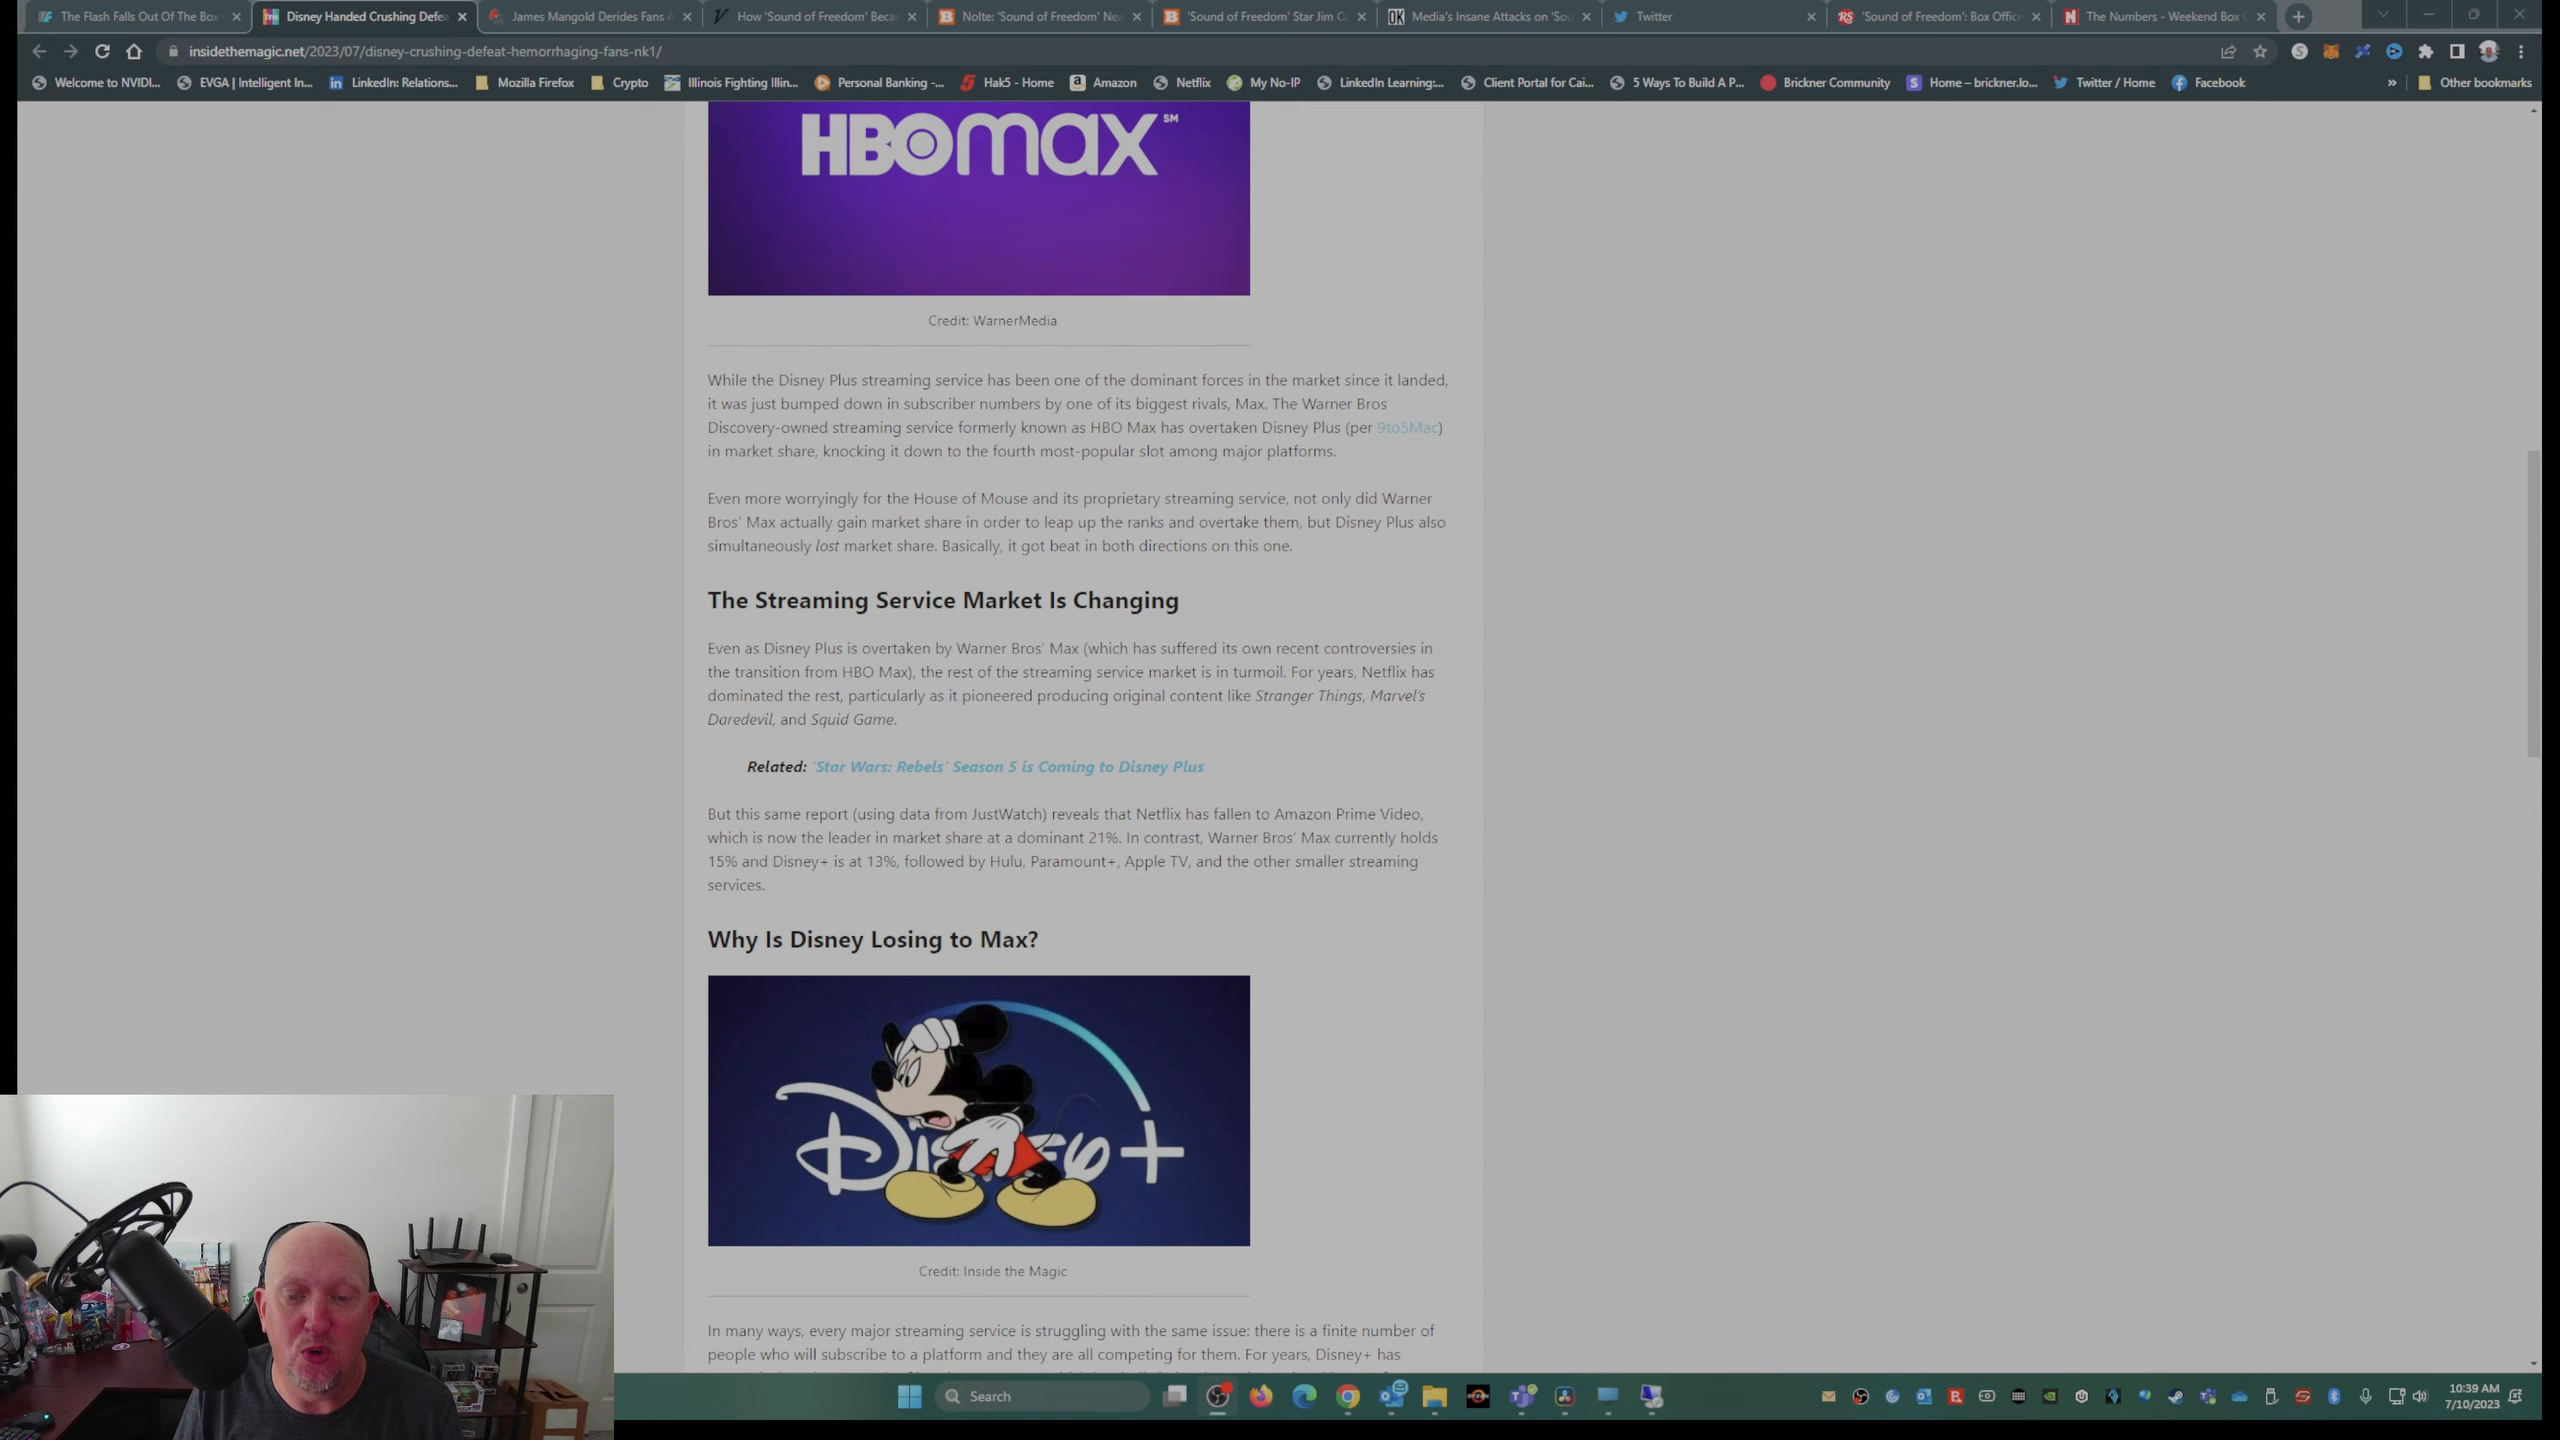 The Flash Falls Out Of The Box
Disney Handed Crushing Defe
James Mangold Derides Fans A
How 'Sound of Freedom' Beca
Nolte: 'Sound of Freedom' Nea
'Sound of Freedom' Star Jim C
Media's Insane Attacks on 'Sou
Twitter
'Sound of Freedom': Box Office
The Numbers - Weekend Box O
insidethemagic.net/2023/07/disney-crushing-defeat-hemorrhaging-fans-nk1/
Welcome to NVIDI...
EVGA | Intelligent In...
LinkedIn: Relations...
Mozilla Firefox
Crypto
Illinois Fighting Illin...
Personal Banking -...
Hak5 - Home
Amazon
Netflix
My No-IP
LinkedIn Learning:...
Client Portal for Cai...
5 Ways To Build A P...
Brickner Community
Home – brickner.lo...
Twitter / Home
Facebook
»
Other bookmarks
HBOmax SM
Credit: WarnerMedia
While the Disney Plus streaming service has been one of the dominant forces in the market since it landed,
it was just bumped down in subscriber numbers by one of its biggest rivals, Max. The Warner Bros
Discovery-owned streaming service formerly known as HBO Max has overtaken Disney Plus (per 9to5Mac)
in market share, knocking it down to the fourth most-popular slot among major platforms.
Even more worryingly for the House of Mouse and its proprietary streaming service, not only did Warner
Bros' Max actually gain market share in order to leap up the ranks and overtake them, but Disney Plus also
simultaneously lost market share. Basically, it got beat in both directions on this one.
The Streaming Service Market Is Changing
Even as Disney Plus is overtaken by Warner Bros' Max (which has suffered its own recent controversies in
the transition from HBO Max), the rest of the streaming service market is in turmoil. For years, Netflix has
dominated the rest, particularly as it pioneered producing original content like Stranger Things, Marvel's
Daredevil, and Squid Game.
Related: 'Star Wars: Rebels' Season 5 is Coming to Disney Plus
But this same report (using data from JustWatch) reveals that Netflix has fallen to Amazon Prime Video,
which is now the leader in market share at a dominant 21%. In contrast, Warner Bros' Max currently holds
15% and Disney+ is at 13%, followed by Hulu, Paramount+, Apple TV, and the other smaller streaming
services.
Why Is Disney Losing to Max?
Disney+
Credit: Inside the Magic
In many ways, every major streaming service is struggling with the same issue: there is a finite number of
people who will subscribe to a platform and they are all competing for them. For years, Disney+ has
Search
10:39 AM
7/10/2023